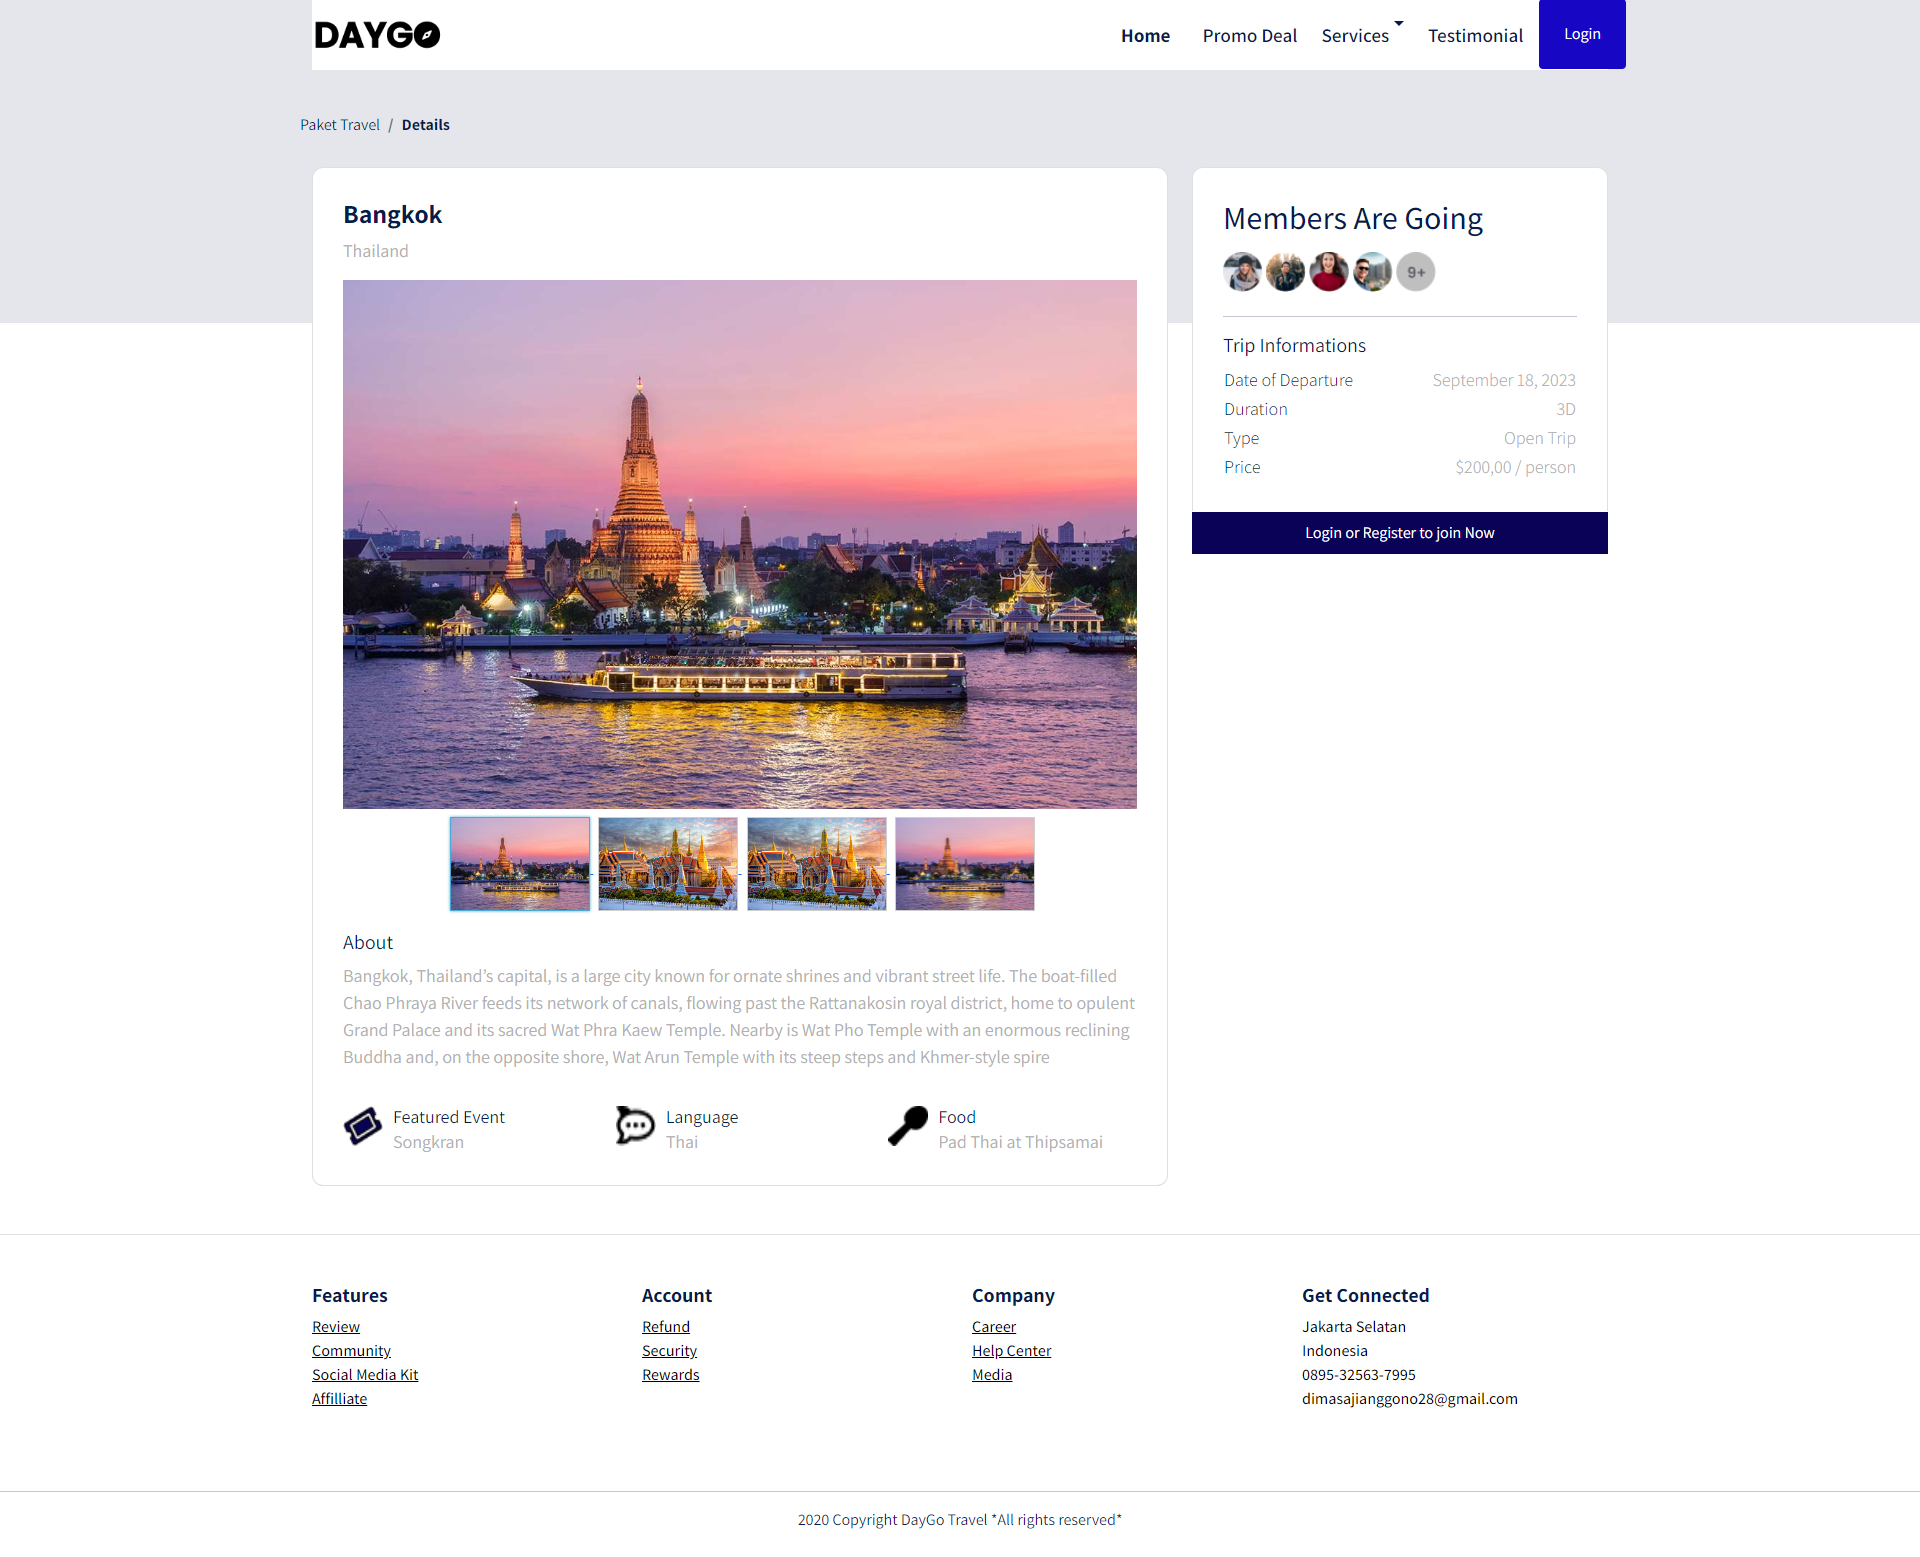 DAYGO
Home Promo Deal Services Testimonial Login
Paket Travel / Details
Bangkok
Thailand
Members Are Going
9+
Trip Informations
Date of Departure September 18, 2023
Duration 3D
Type Open Trip
Price $200,00 / person
Login or Register to join Now
About
Bangkok, Thailand’s capital, is a large city known for ornate shrines and vibrant street life. The boat-filled
Chao Phraya River feeds its network of canals, flowing past the Rattanakosin royal district, home to opulent
Grand Palace and its sacred Wat Phra Kaew Temple. Nearby is Wat Pho Temple with an enormous reclining
Buddha and, on the opposite shore, Wat Arun Temple with its steep steps and Khmer-style spire
Featured Event
Songkran
Language
Thai
Food
Pad Thai at Thipsamai
Features
Review
Community
Social Media Kit
Affilliate
Account
Refund
Security
Rewards
Company
Career
Help Center
Media
Get Connected
Jakarta Selatan
Indonesia
0895-32563-7995
dimasajianggono28@gmail.com
2020 Copyright DayGo Travel *All rights reserved*